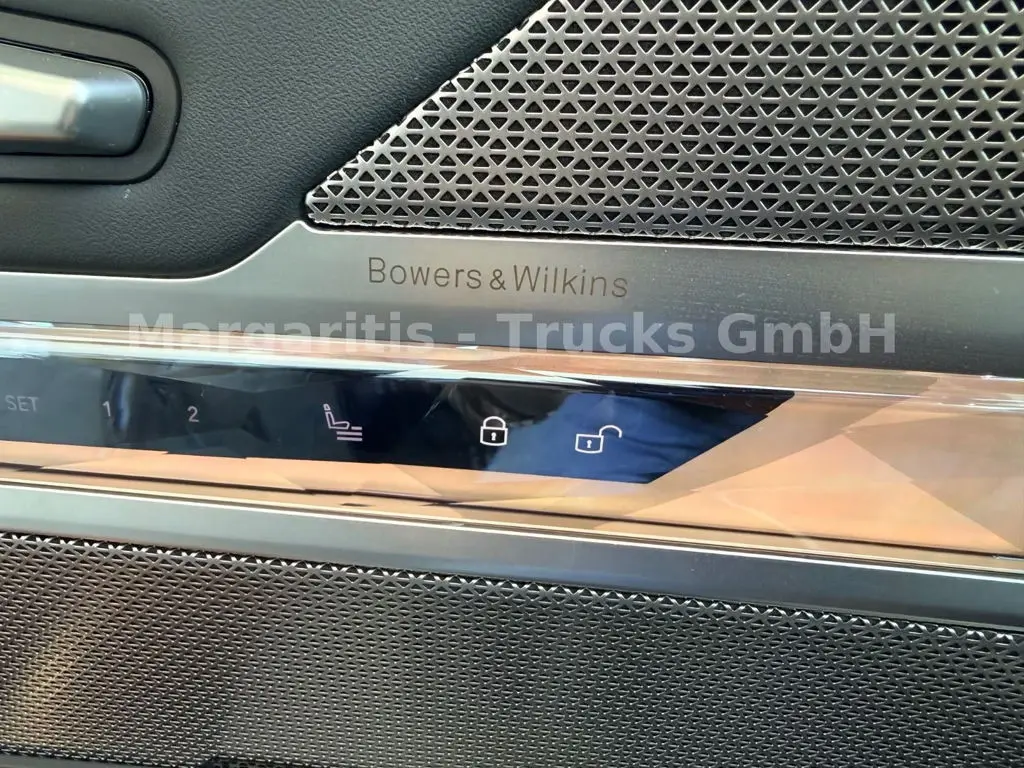 Bowers & Wilkins
Margaritis - Trucks GmbH
SET 1 2